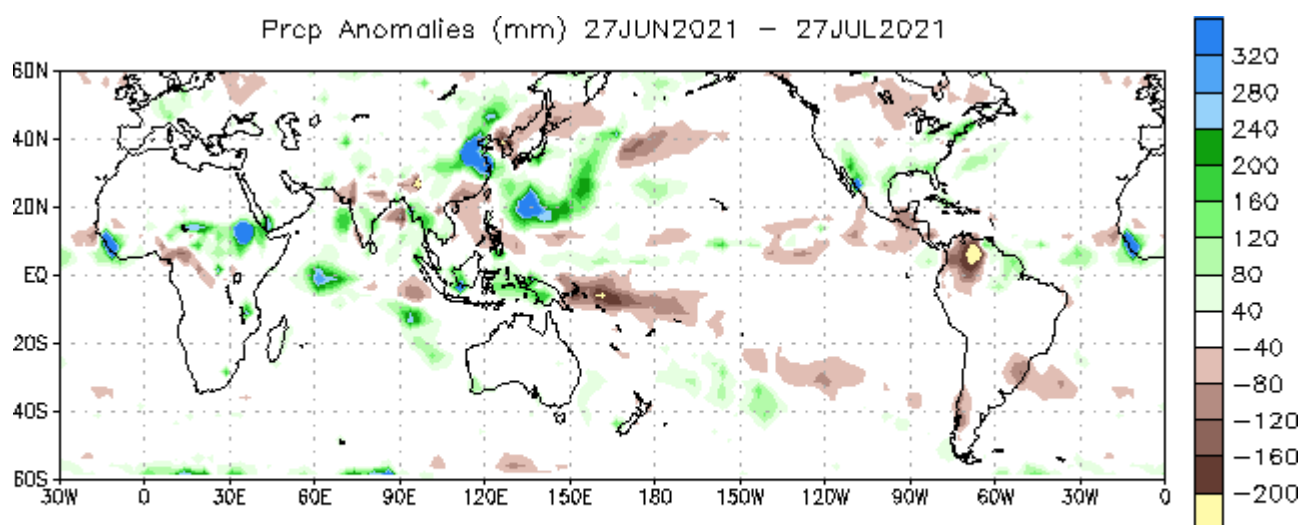 Prcp Anomalies (mm) 27JUN2021 – 27JUL2021
60N
40N
20N
EQ
20S
40S
60S
30W 0 30E 60E 90E 120E 150E 180 150W 120W 90W 60W 30W 0
320
280
240
200
160
120
80
40
−40
−80
−120
−160
−200